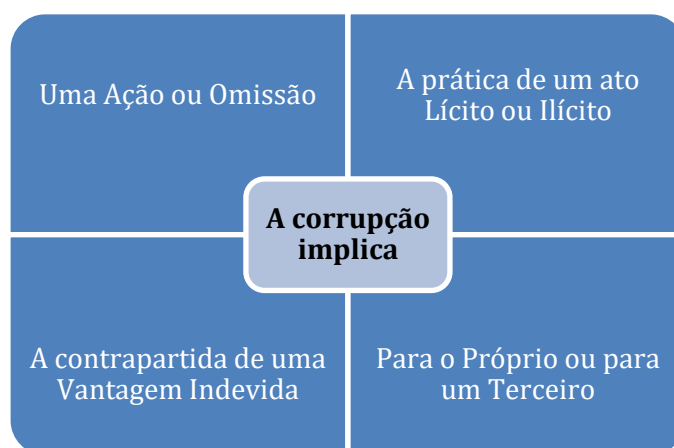 Uma Ação ou Omissão
A prática de um ato
Lícito ou Ilícito
A corrupção
implica
A contrapartida de uma
Vantagem Indevida
Para o Próprio ou para
um Terceiro